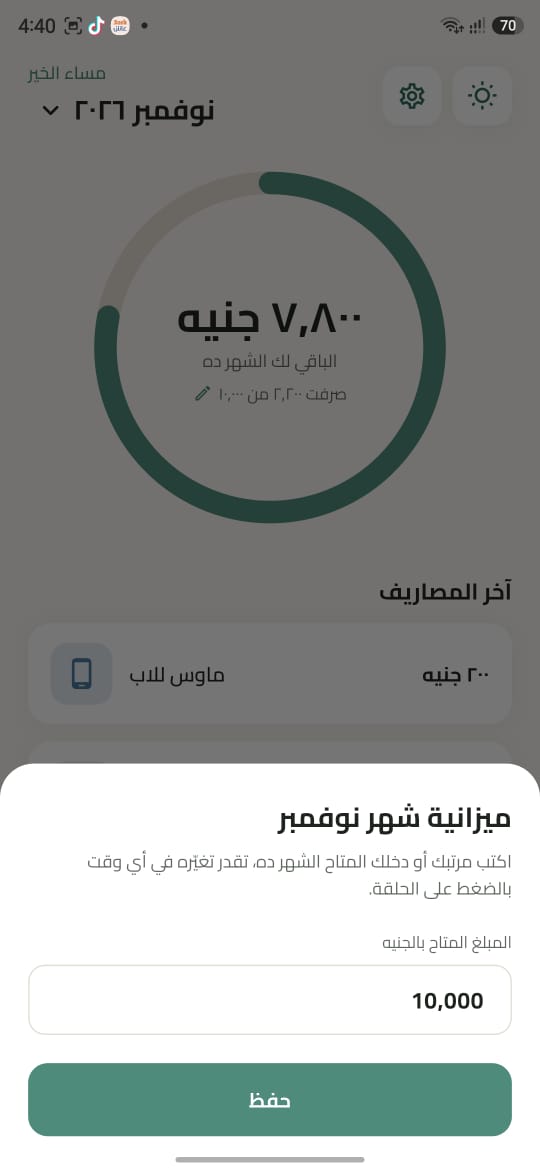 4:40
70
مساء الخير
نوفمبر ٢٠٢٦
٧,٨٠٠ جنيه
الباقي لك الشهر ده
صرفت ٢,٢٠٠ من ١٠,٠٠٠
آخر المصاريف
ماوس للاب
٢٠٠ جنيه
ميزانية شهر نوفمبر
اكتب مرتبك أو دخلك المتاح الشهر ده، تقدر تغيّره في أي وقت
بالضغط على الحلقة.
المبلغ المتاح بالجنيه
10,000
حفظ